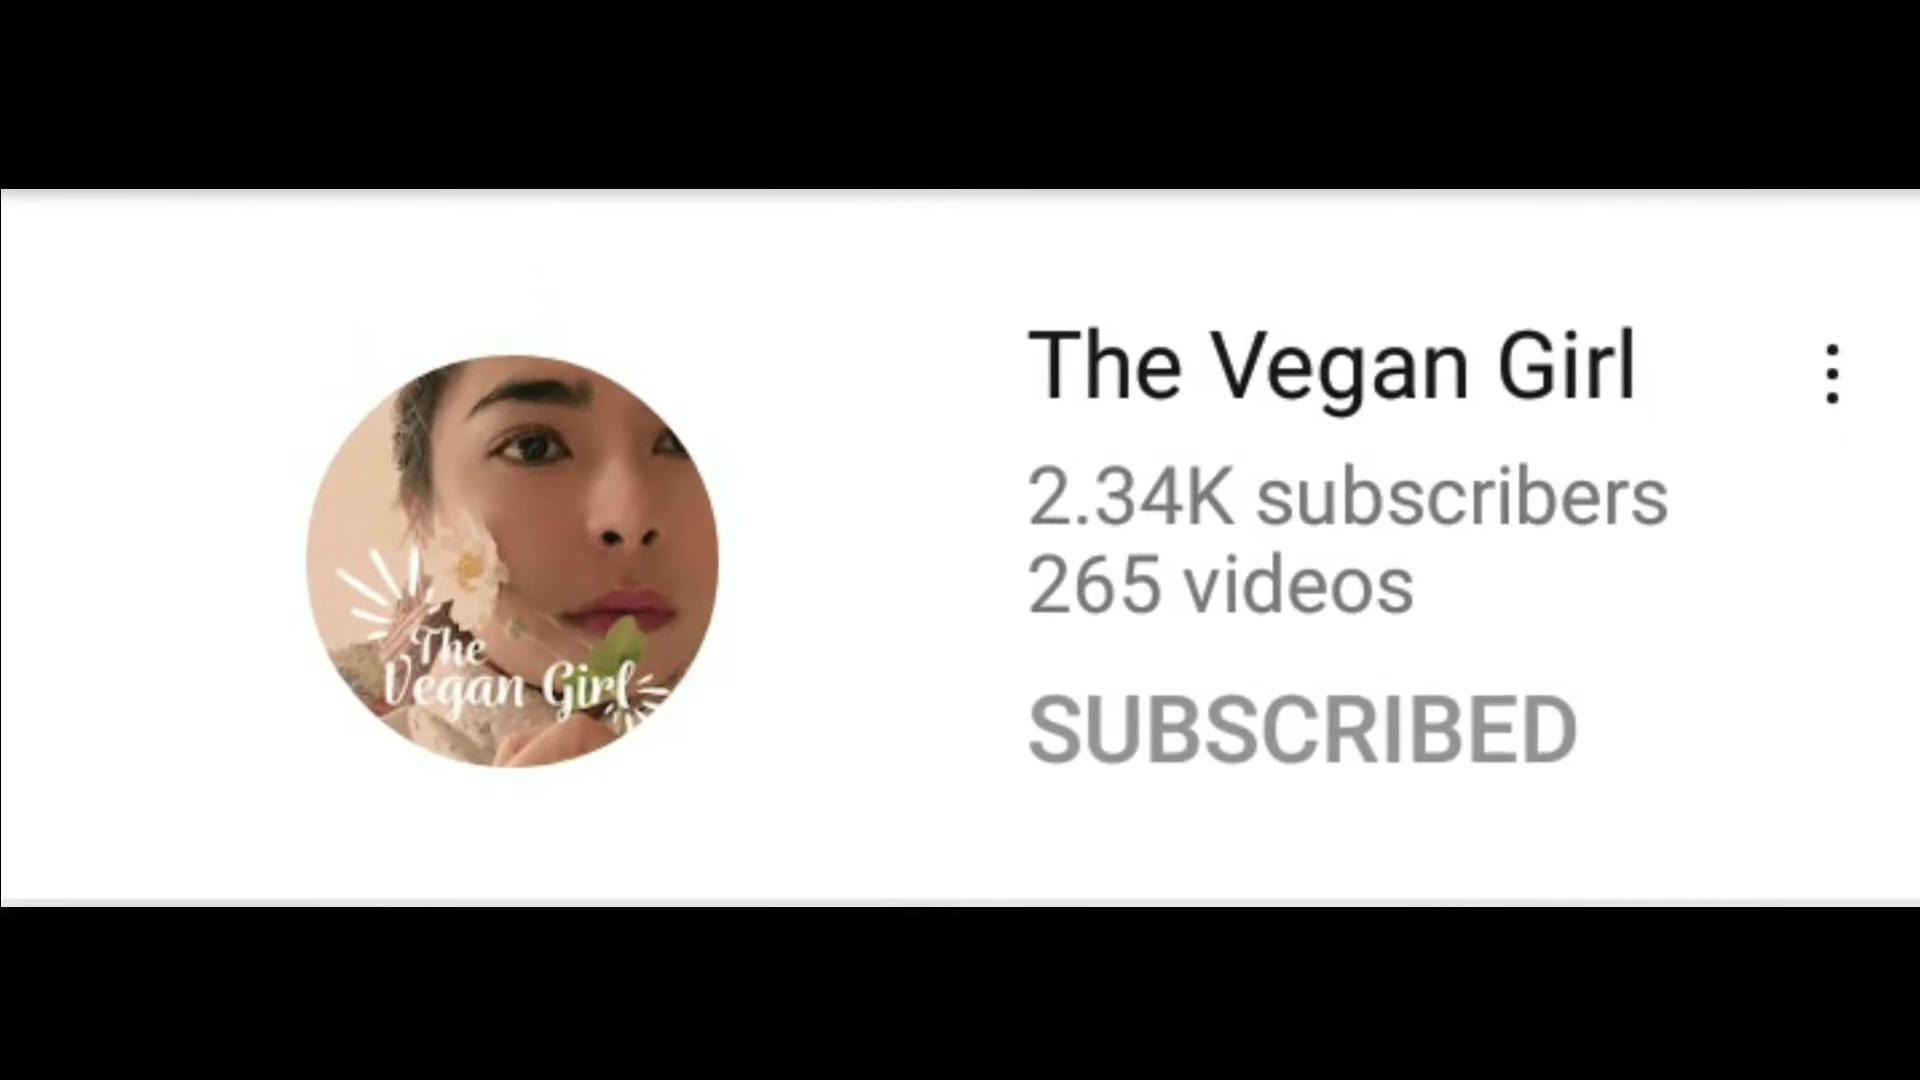 The Vegan Girl
2.34K subscribers
265 videos
SUBSCRIBED
The
Vegan Girl